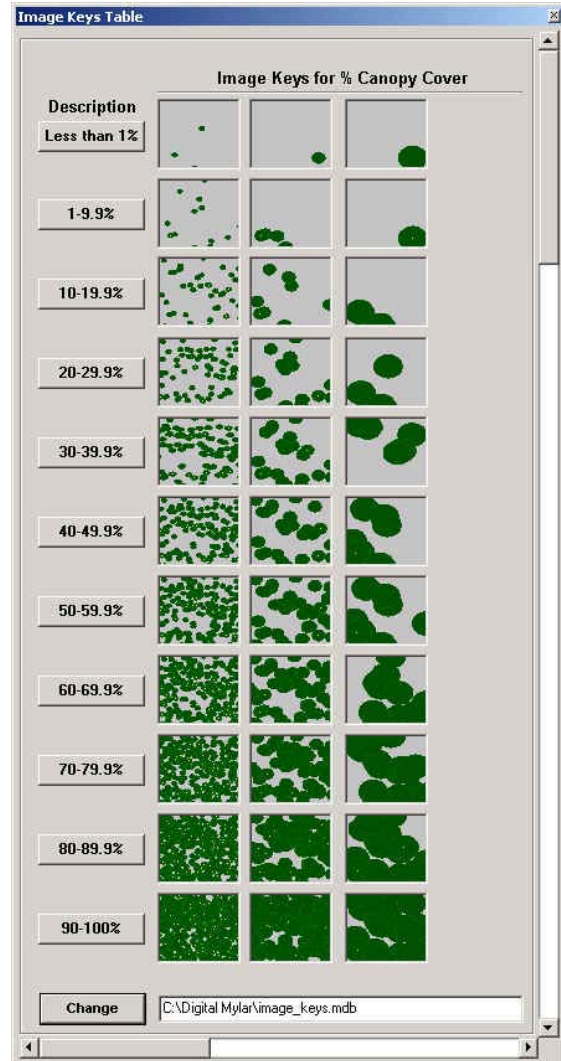 Image Keys Table
Image Keys for % Canopy Cover
Description
Less than 1%
1-9.9%
10-19.9%
20-29.9%
30-39.9%
40-49.9%
50-59.9%
60-69.9%
70-79.9%
80-89.9%
90-100%
Change
C:\Digital Mylar\image_keys.mdb